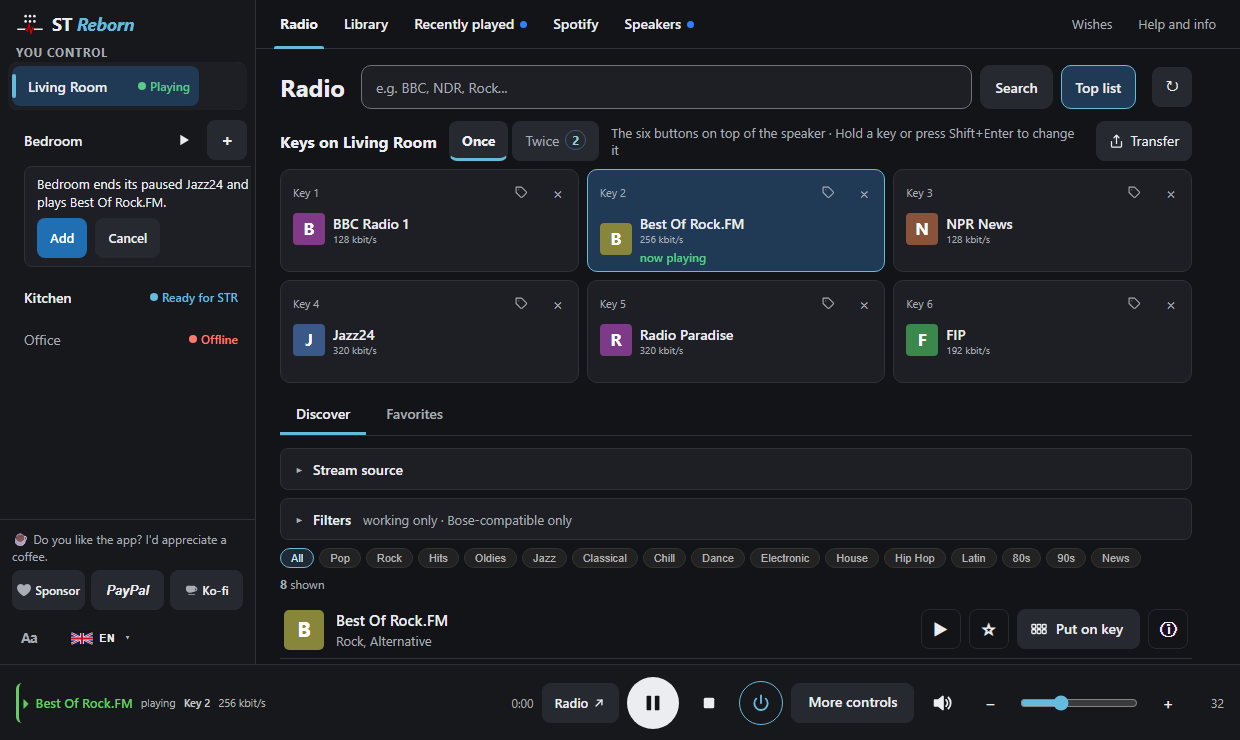 ST Reborn
YOU CONTROL
Living Room
Playing
Bedroom
+
Bedroom ends its paused Jazz24 and
plays Best Of Rock.FM.
Add
Cancel
Kitchen
Ready for STR
Office
Offline
Do you like the app? I'd appreciate a
coffee.
Sponsor
PayPal
Ko-fi
Aa
EN
Radio
Library
Recently played
Spotify
Speakers
Wishes
Help and info
Radio
e.g. BBC, NDR, Rock...
Search
Top list
Keys on Living Room
Once
Twice 2
The six buttons on top of the speaker · Hold a key or press Shift+Enter to change
it
Transfer
Key 1
B
BBC Radio 1
128 kbit/s
Key 2
B
Best Of Rock.FM
256 kbit/s
now playing
Key 3
N
NPR News
128 kbit/s
Key 4
J
Jazz24
320 kbit/s
Key 5
R
Radio Paradise
320 kbit/s
Key 6
F
FIP
192 kbit/s
Discover
Favorites
Stream source
Filters working only · Bose-compatible only
All
Pop
Rock
Hits
Oldies
Jazz
Classical
Chill
Dance
Electronic
House
Hip Hop
Latin
80s
90s
News
8 shown
B
Best Of Rock.FM
Rock, Alternative
Put on key
Best Of Rock.FM playing Key 2 256 kbit/s
0:00
Radio ↗
More controls
−
+
32